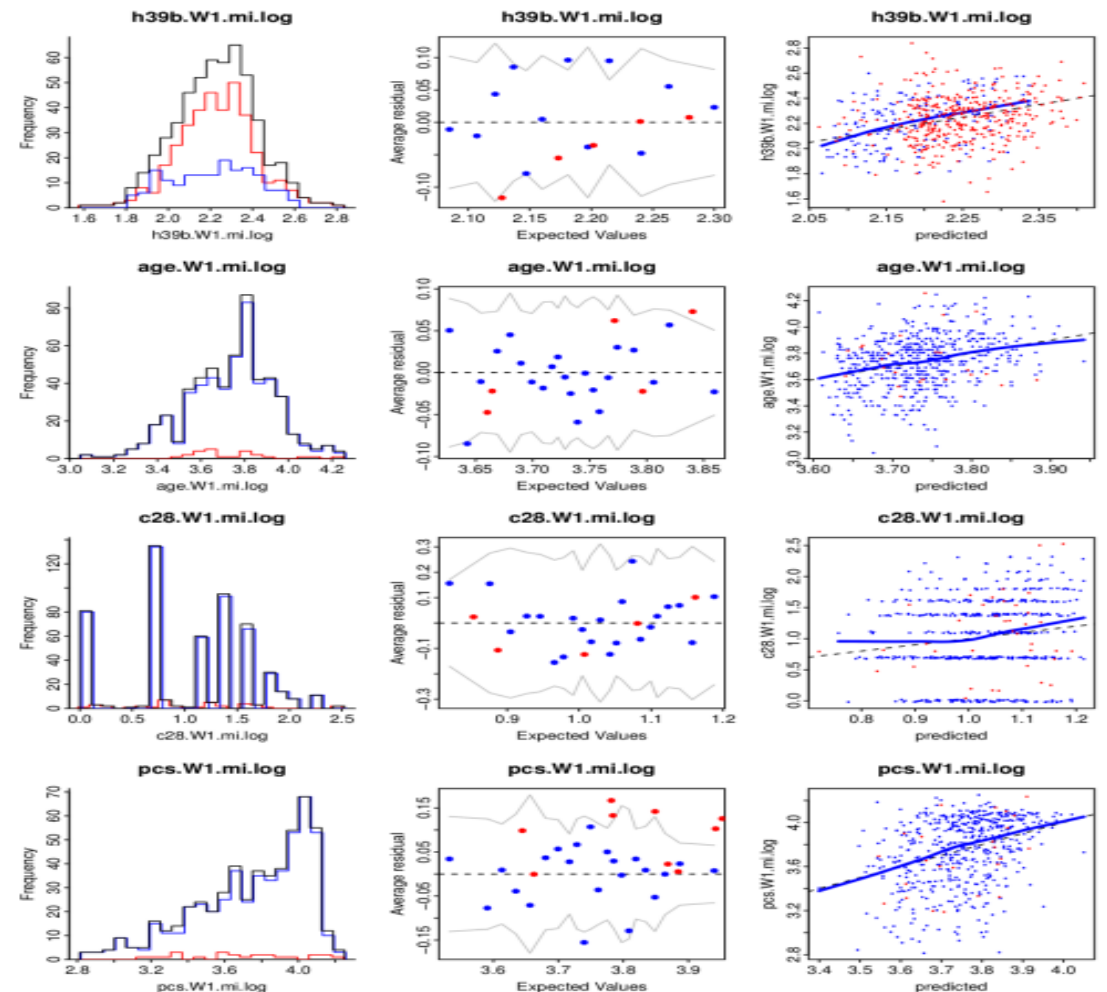 h39b.W1.mi.log h39b.W1.mi.log h39b.W1.mi.log
Frequency
0 10 20 30 40 50 60
1.6 1.8 2.0 2.2 2.4 2.6 2.8
h39b.W1.mi.log
Average residual
-0.10 0.00 0.05 0.10
2.10 2.15 2.20 2.25 2.30
Expected Values
h39b.W1.mi.log
1.6 1.8 2.0 2.2 2.4 2.6 2.8
2.05 2.15 2.25 2.35
predicted
age.W1.mi.log age.W1.mi.log age.W1.mi.log
Frequency
0 20 40 60 80
3.0 3.2 3.4 3.6 3.8 4.0 4.2
age.W1.mi.log
Average residual
-0.10 -0.05 0.00 0.05 0.10
3.65 3.70 3.75 3.80 3.85
Expected Values
age.W1.mi.log
3.0 3.2 3.4 3.6 3.8 4.0 4.2
3.60 3.70 3.80 3.90
predicted
c28.W1.mi.log c28.W1.mi.log c28.W1.mi.log
Frequency
0 20 40 60 80 120
0.0 0.5 1.0 1.5 2.0 2.5
c28.W1.mi.log
Average residual
-0.3 -0.1 0.1 0.2 0.3
0.9 1.0 1.1 1.2
Expected Values
c28.W1.mi.log
0.0 0.5 1.0 1.5 2.0 2.5
0.8 0.9 1.0 1.1 1.2
predicted
pcs.W1.mi.log pcs.W1.mi.log pcs.W1.mi.log
Frequency
0 10 20 30 40 50 60 70
2.8 3.2 3.6 4.0
pcs.W1.mi.log
Average residual
-0.15 -0.05 0.05 0.15
3.6 3.7 3.8 3.9
Expected Values
pcs.W1.mi.log
2.8 3.2 3.6 4.0
3.4 3.5 3.6 3.7 3.8 3.9 4.0
predicted